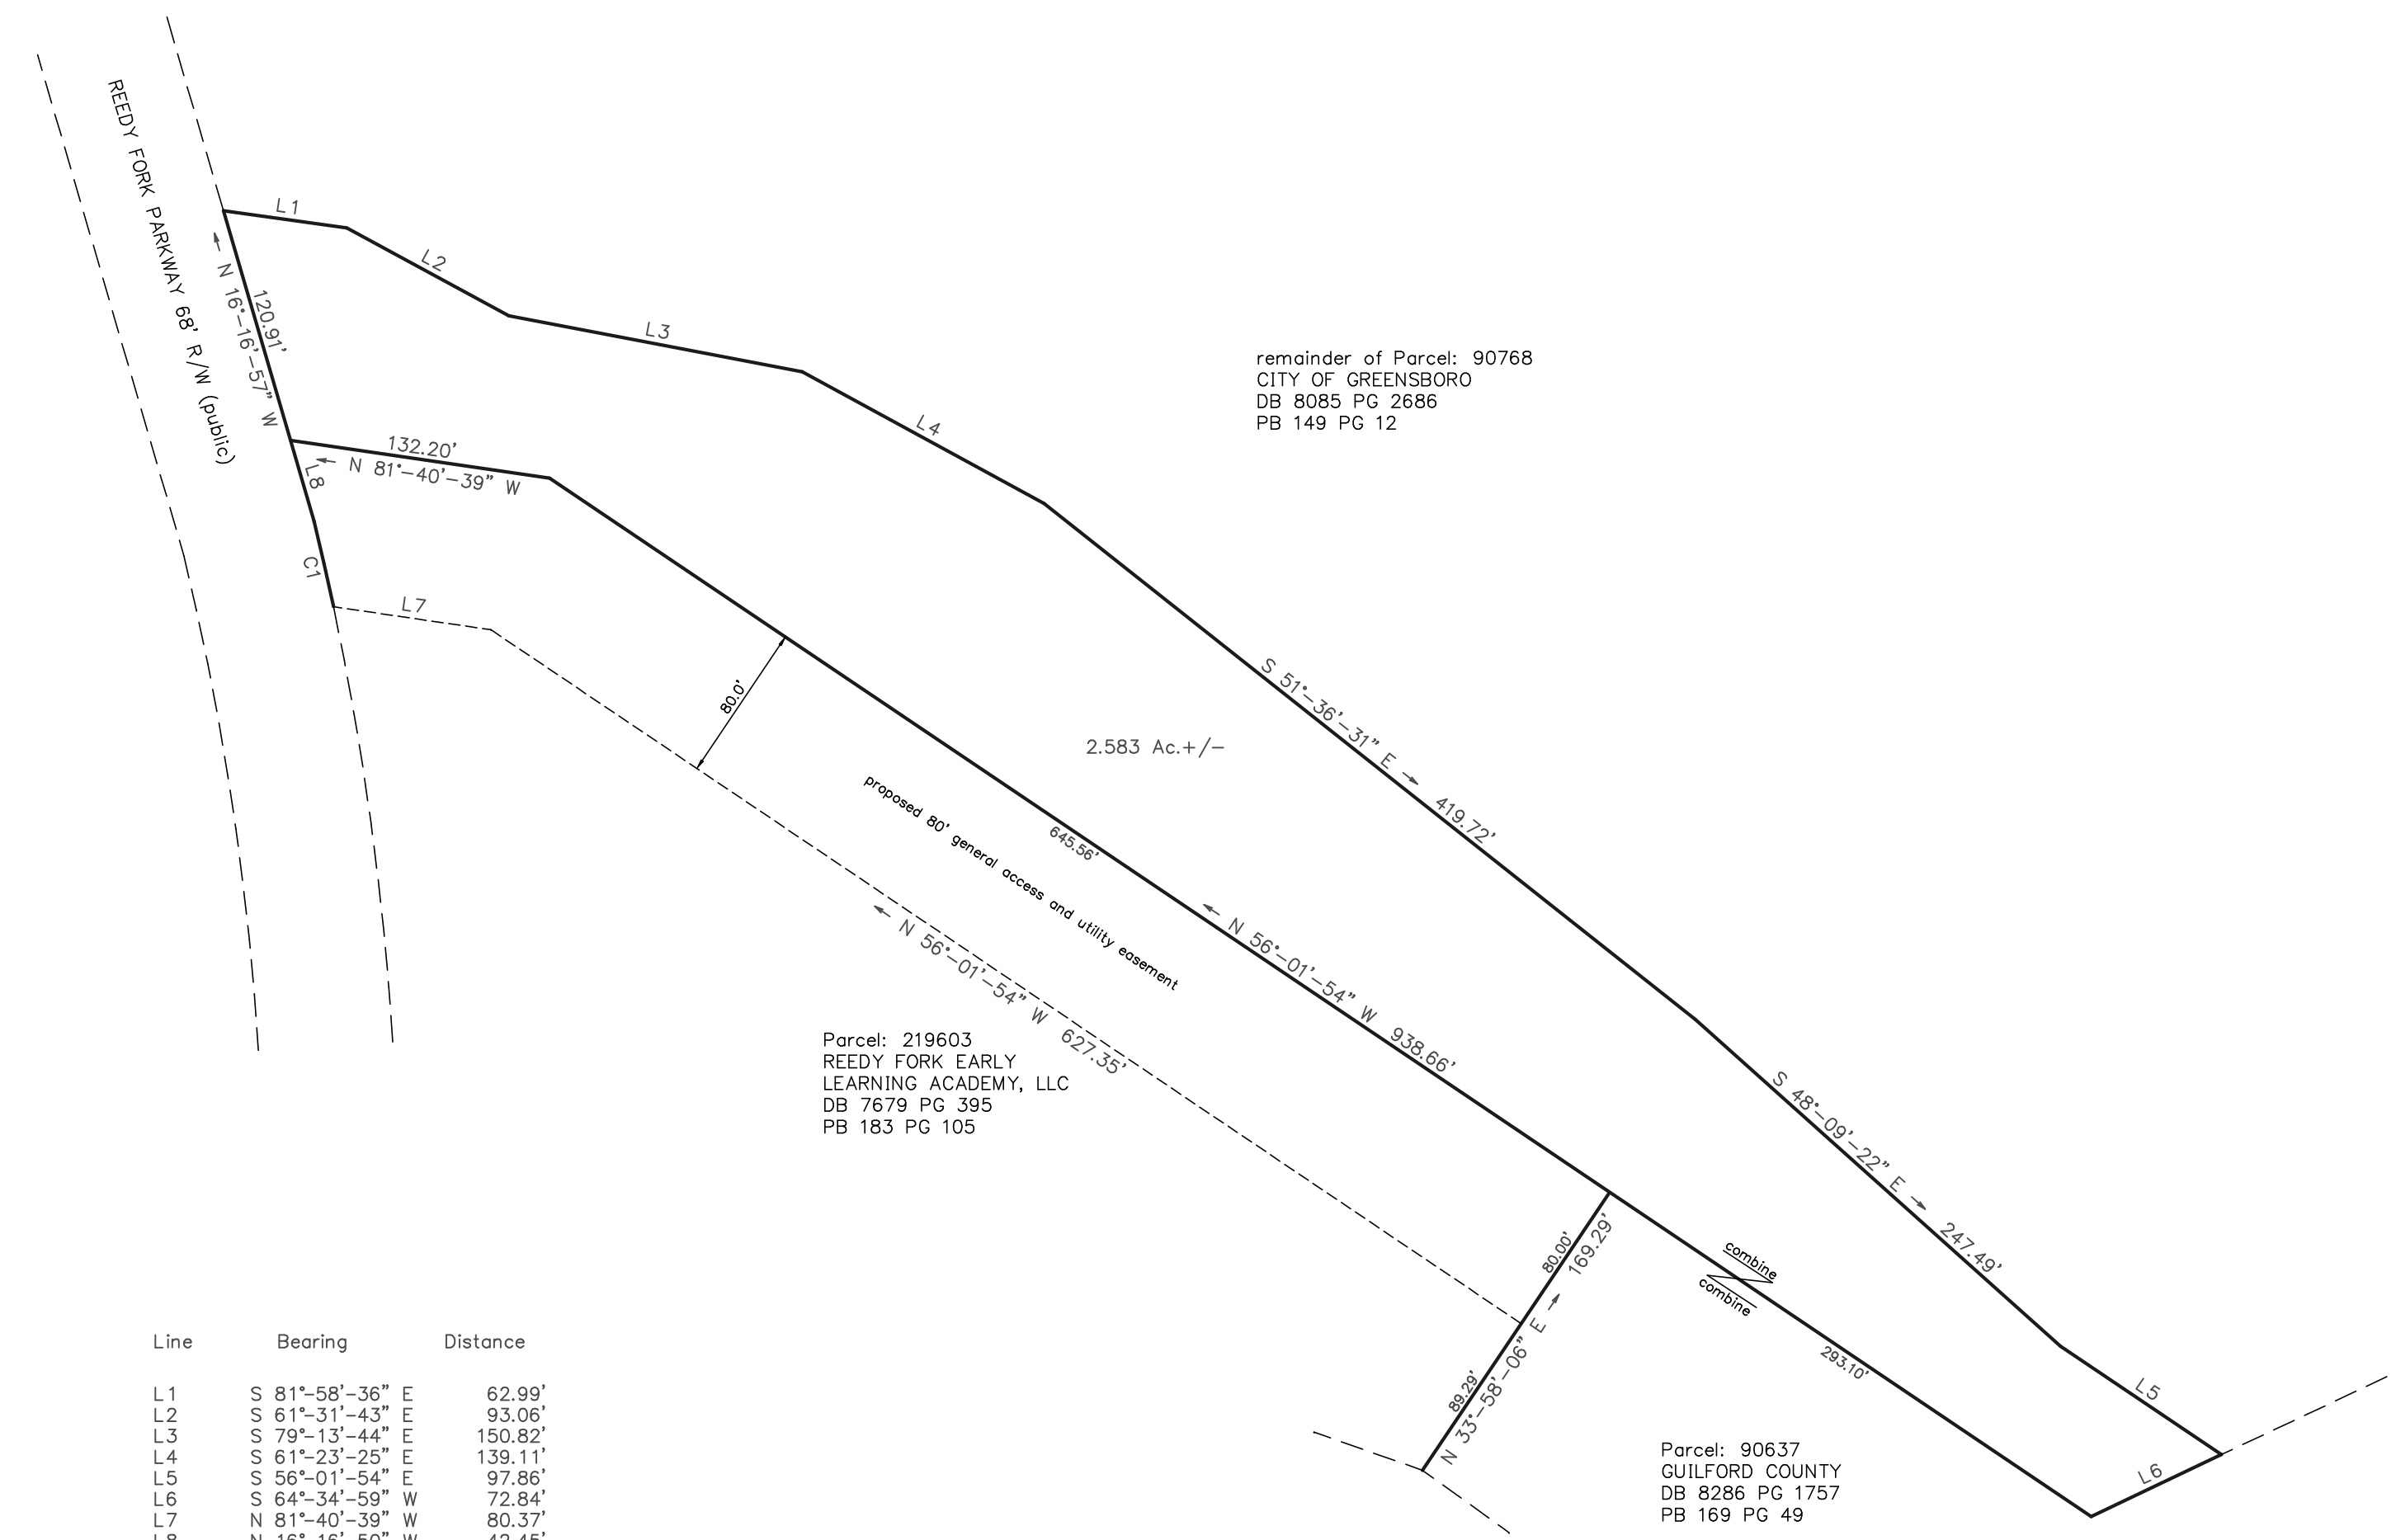 REEDY FORK PARKWAY 68' R/W (public)
L1
L2
L3
L4
120.91'
N 16°-16'-57" W
132.20'
N 81°-40'-39" W
L8
C1
L7
80.0'
remainder of Parcel: 90768
CITY OF GREENSBORO
DB 8085 PG 2686
PB 149 PG 12
S 51°-36'-31" E 419.72'
2.583 Ac.+/-
proposed 80' general access and utility easement
645.56'
N 56°-01'-54" W 938.66'
N 56°-01'-54" W 627.35'
Parcel: 219603
REEDY FORK EARLY
LEARNING ACADEMY, LLC
DB 7679 PG 395
PB 183 PG 105
S 48°-09'-22" E 247.49'
80.00'
89.29'
N 33°-58'-06" E 169.29'
combine
combine
293.10'
L5
L6
Parcel: 90637
GUILFORD COUNTY
DB 8286 PG 1757
PB 169 PG 49
Line Bearing Distance
L1 S 81°-58'-36" E 62.99'
L2 S 61°-31'-43" E 93.06'
L3 S 79°-13'-44" E 150.82'
L4 S 61°-23'-25" E 139.11'
L5 S 56°-01'-54" E 97.86'
L6 S 64°-34'-59" W 72.84'
L7 N 81°-40'-39" W 80.37'
L8 N 16°-16'-50" W 42.45'